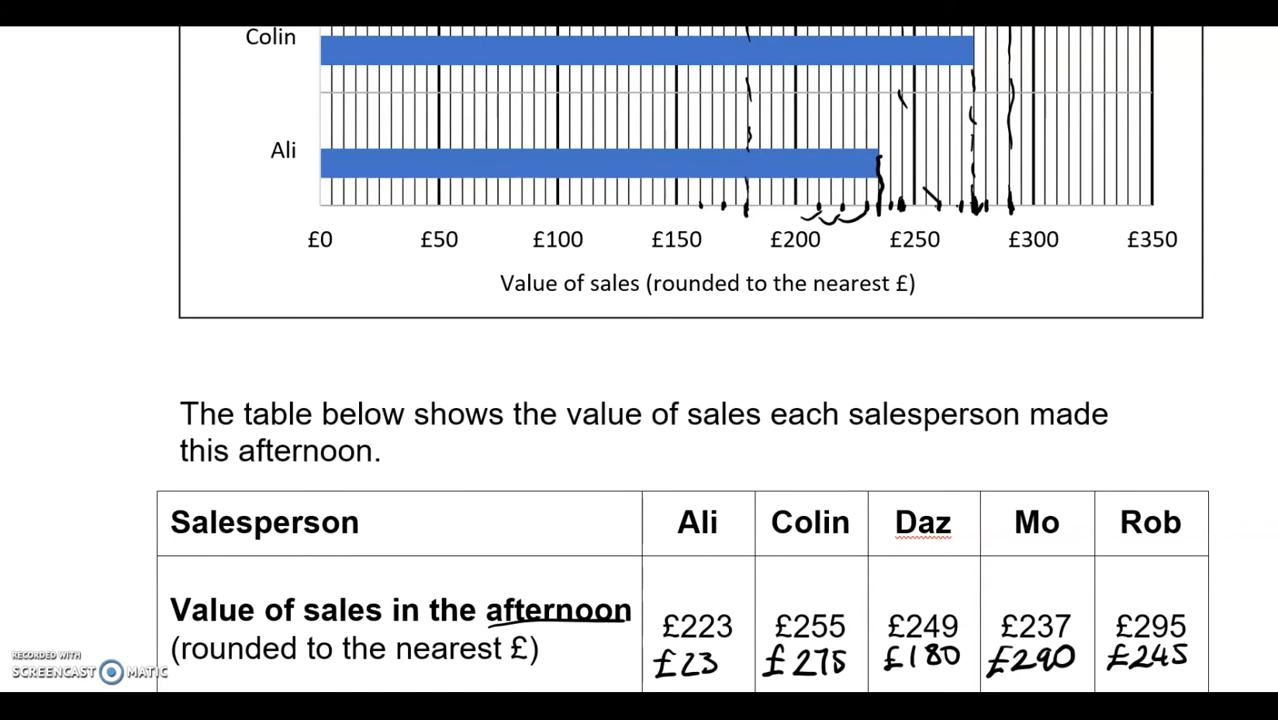 Colin
Ali
£0 £50 £100 £150 £200 £250 £300 £350
Value of sales (rounded to the nearest £)
The table below shows the value of sales each salesperson made
this afternoon.
Salesperson Ali Colin Daz Mo Rob
Value of sales in the afternoon
(rounded to the nearest £)
£223 £255 £249 £237 £295
£23 £275 £180 £290 £245
RECORDED WITH
SCREENCAST MATIC